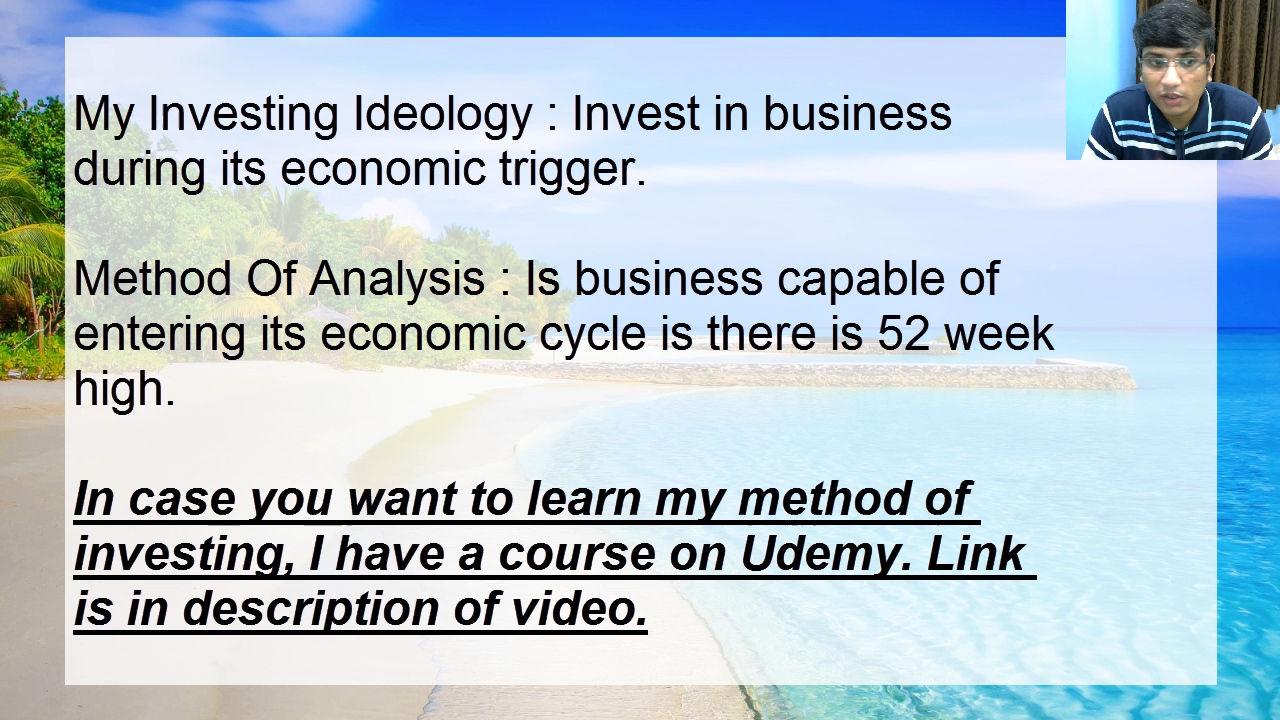 My Investing Ideology : Invest in business
during its economic trigger.
Method Of Analysis : Is business capable of
entering its economic cycle is there is 52 week
high.
In case you want to learn my method of
investing, I have a course on Udemy. Link
is in description of video.